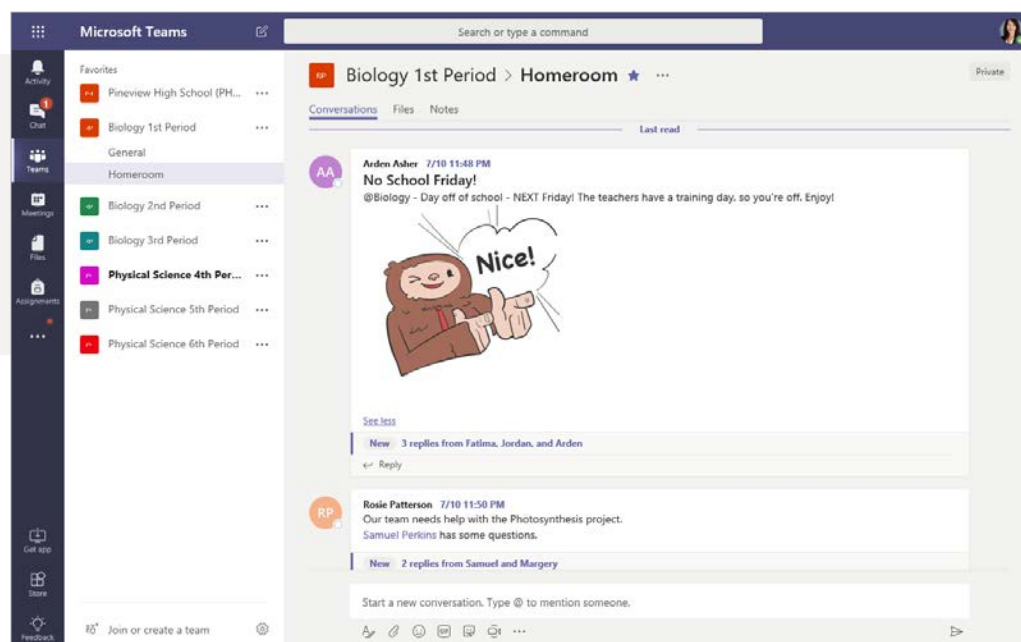 Microsoft Teams
Search or type a command
Activity
Chat
1
Teams
Meetings
Files
Assignments
Get app
Store
Feedback
Favorites
Pineview High School (PH...
Biology 1st Period
General
Homeroom
Biology 2nd Period
Biology 3rd Period
Physical Science 4th Per...
Physical Science 5th Period
Physical Science 6th Period
Join or create a team
RP Biology 1st Period > Homeroom
Private
Conversations Files Notes
Last read
AA
Arden Asher 7/10 11:48 PM
No School Friday!
@Biology - Day off of school - NEXT Friday! The teachers have a training day, so you're off. Enjoy!
Nice!
See less
New 3 replies from Fatima, Jordan, and Arden
Reply
RP
Rosie Patterson 7/10 11:50 PM
Our team needs help with the Photosynthesis project.
Samuel Perkins has some questions.
New 2 replies from Samuel and Margery
Start a new conversation. Type @ to mention someone.
GIF